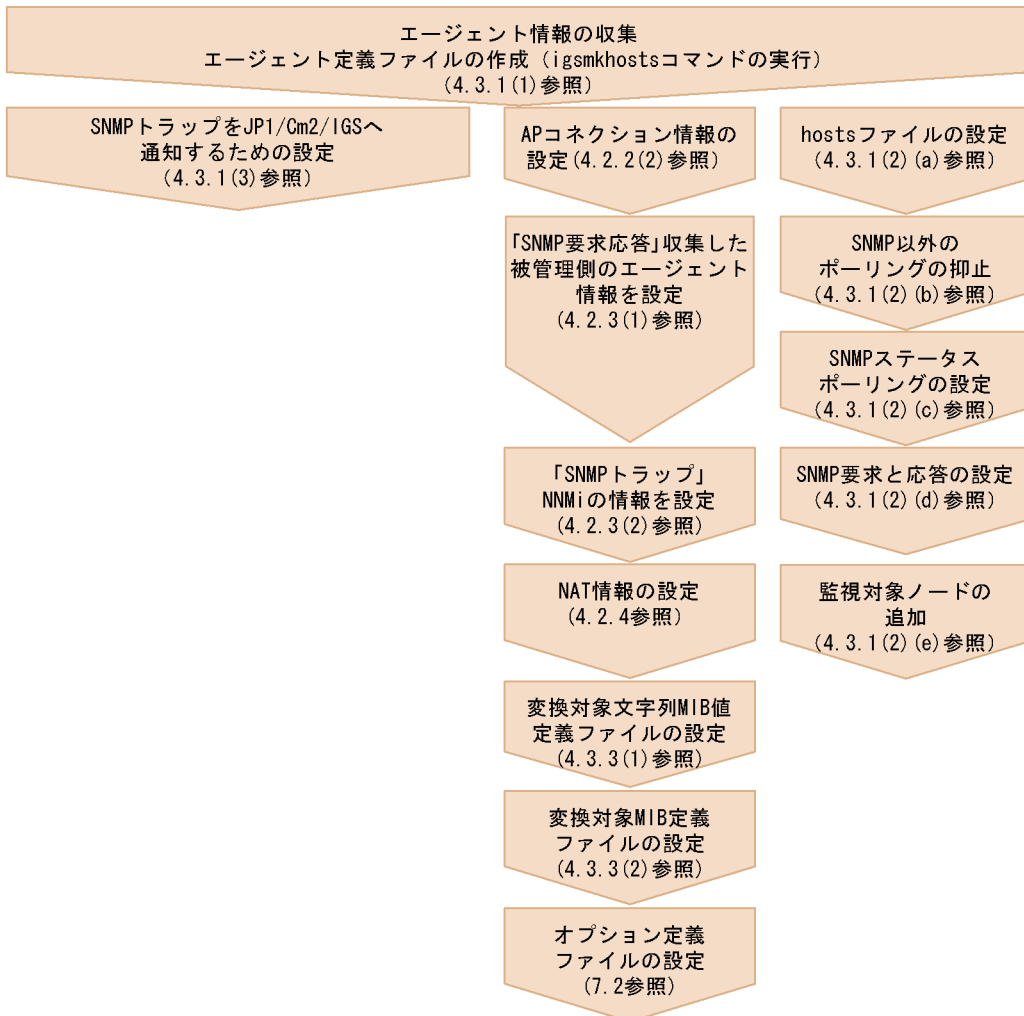 エージェント情報の収集
エージェント定義ファイルの作成（igsmkhostsコマンドの実行）
(4.3.1(1)参照)
SNMPトラップをJP1/Cm2/IGSへ
通知するための設定
(4.3.1(3)参照)
APコネクション情報の
設定(4.2.2(2)参照)
「SNMP要求応答」収集した
被管理側のエージェント
情報を設定
(4.2.3(1)参照)
「SNMPトラップ」
NNMiの情報を設定
(4.2.3(2)参照)
NAT情報の設定
(4.2.4参照)
変換対象文字列MIB値
定義ファイルの設定
(4.3.3(1)参照)
変換対象MIB定義
ファイルの設定
(4.3.3(2)参照)
オプション定義
ファイルの設定
(7.2参照)
hostsファイルの設定
(4.3.1(2)(a)参照)
SNMP以外の
ポーリングの抑止
(4.3.1(2)(b)参照)
SNMPステータス
ポーリングの設定
(4.3.1(2)(c)参照)
SNMP要求と応答の設定
(4.3.1(2)(d)参照)
監視対象ノードの
追加
(4.3.1(2)(e)参照)